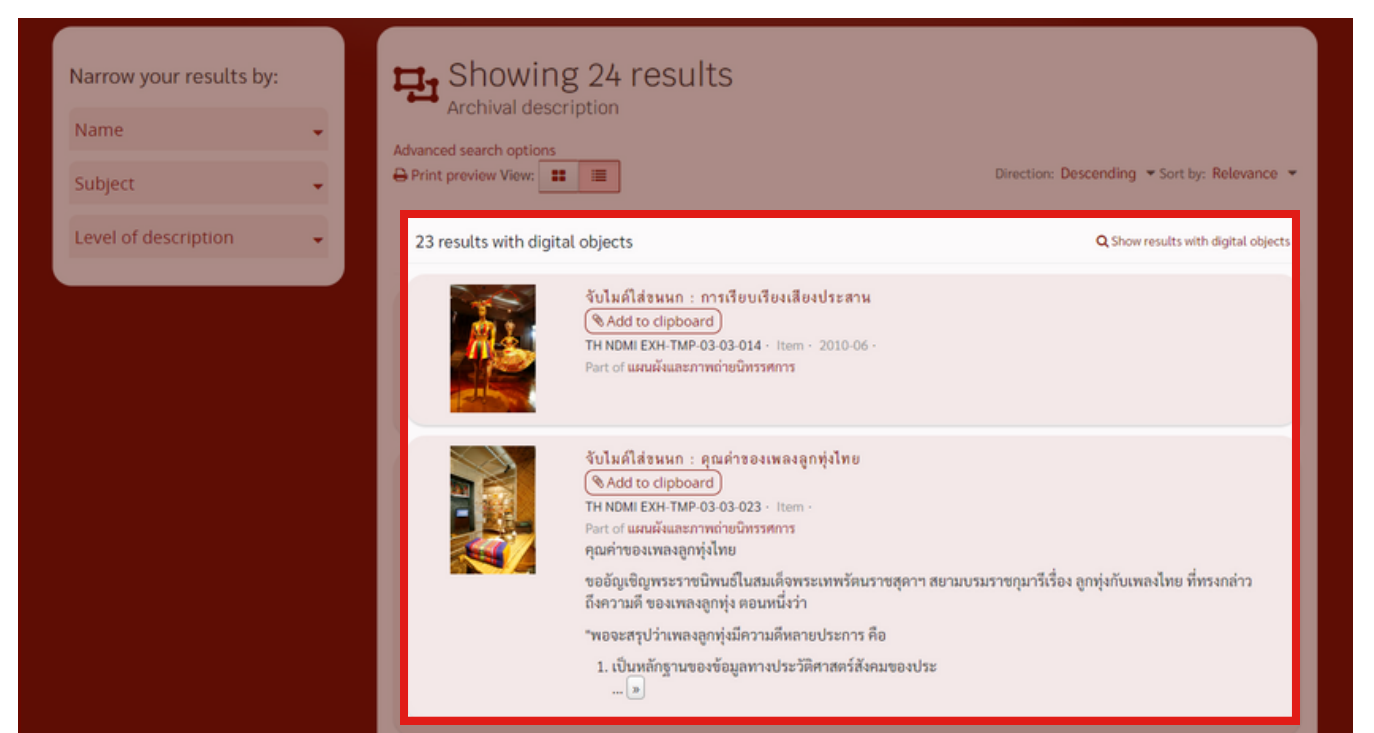 Narrow your results by:
Name
Subject
Level of description
Showing 24 results
Archival description
Advanced search options
Print preview View:
Direction: Descending Sort by: Relevance
23 results with digital objects
Show results with digital objects
จับไมค์ใส่ขนนก : การเรียบเรียงเสียงประสาน
Add to clipboard
TH NDMI EXH-TMP-03-03-014 · Item · 2010-06 ·
Part of แผนผังและภาพถ่ายนิทรรศการ
จับไมค์ใส่ขนนก : คุณค่าของเพลงลูกทุ่งไทย
Add to clipboard
TH NDMI EXH-TMP-03-03-023 · Item ·
Part of แผนผังและภาพถ่ายนิทรรศการ
คุณค่าของเพลงลูกทุ่งไทย
ขออัญเชิญพระราชนิพนธ์ในสมเด็จพระเทพรัตนราชสุดาฯ สยามบรมราชกุมารีเรื่อง ลูกทุ่งกับเพลงไทย ที่ทรงกล่าว
ถึงความดี ของเพลงลูกทุ่ง ตอนหนึ่งว่า
"พอจะสรุปว่าเพลงลูกทุ่งมีความดีหลายประการ คือ
1. เป็นหลักฐานของข้อมูลทางประวัติศาสตร์สังคมของประ
... »